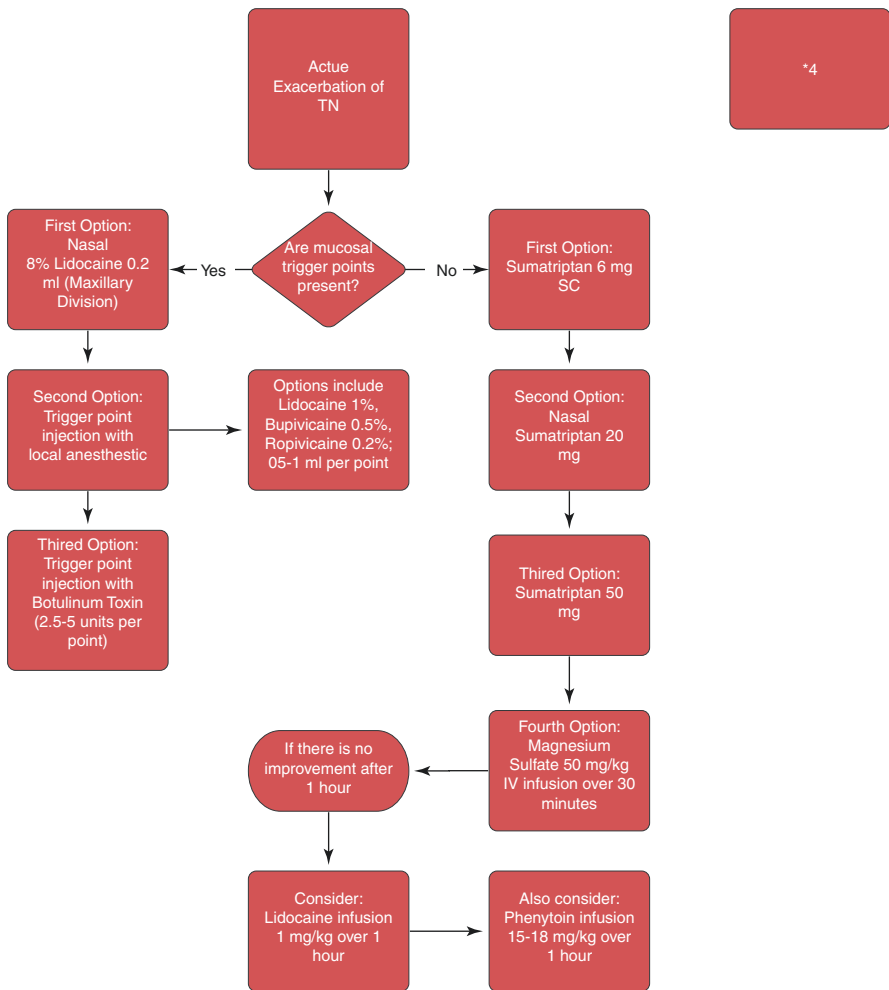 Actue
Exacerbation of
TN
*4
Are mucosal
trigger points
present?
Yes
No
First Option:
Nasal
8% Lidocaine 0.2
ml (Maxillary
Division)
First Option:
Sumatriptan 6 mg
SC
Second Option:
Trigger point
injection with
local anesthestic
Options include
Lidocaine 1%,
Bupivicaine 0.5%,
Ropivicaine 0.2%;
05-1 ml per point
Second Option:
Nasal
Sumatriptan 20
mg
Thired Option:
Trigger point
injection with
Botulinum Toxin
(2.5-5 units per
point)
Thired Option:
Sumatriptan 50
mg
Fourth Option:
Magnesium
Sulfate 50 mg/kg
IV infusion over 30
minutes
If there is no
improvement after
1 hour
Consider:
Lidocaine infusion
1 mg/kg over 1
hour
Also consider:
Phenytoin infusion
15-18 mg/kg over
1 hour